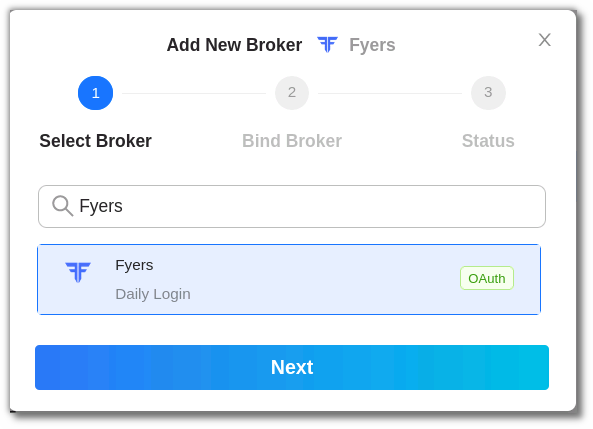 Add New Broker Fyers
1 2 3
Select Broker Bind Broker Status
Fyers
Fyers
OAuth
Daily Login
Next